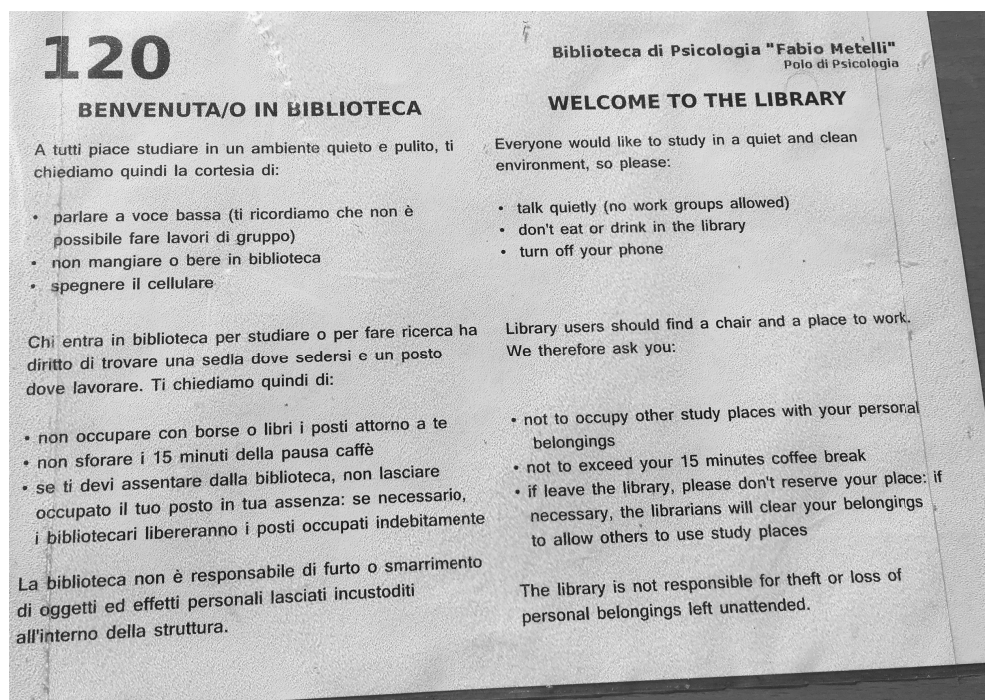 120
BENVENUTA/O IN BIBLIOTECA
A tutti piace studiare in un ambiente quieto e pulito, ti
chiediamo quindi la cortesia di:
• parlare a voce bassa (ti ricordiamo che non è
possibile fare lavori di gruppo)
• non mangiare o bere in biblioteca
• spegnere il cellulare
Chi entra in biblioteca per studiare o per fare ricerca ha
diritto di trovare una sedia dove sedersi e un posto
dove lavorare. Ti chiediamo quindi di:
• non occupare con borse o libri i posti attorno a te
• non sforare i 15 minuti della pausa caffè
• se ti devi assentare dalla biblioteca, non lasciare
occupato il tuo posto in tua assenza: se necessario,
i bibliotecari libereranno i posti occupati indebitamente
La biblioteca non è responsabile di furto o smarrimento
di oggetti ed effetti personali lasciati incustoditi
all'interno della struttura.
Biblioteca di Psicologia "Fabio Metelli"
Polo di Psicologia
WELCOME TO THE LIBRARY
Everyone would like to study in a quiet and clean
environment, so please:
• talk quietly (no work groups allowed)
• don't eat or drink in the library
• turn off your phone
Library users should find a chair and a place to work.
We therefore ask you:
• not to occupy other study places with your personal
belongings
• not to exceed your 15 minutes coffee break
• if leave the library, please don't reserve your place: if
necessary, the librarians will clear your belongings
to allow others to use study places
The library is not responsible for theft or loss of
personal belongings left unattended.